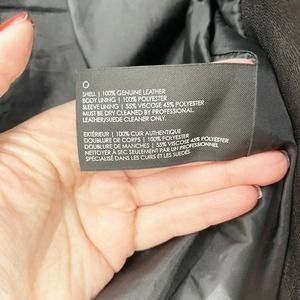 O
SHELL | 100% GENUINE LEATHER
BODY LINING | 100% POLYESTER
SLEEVE LINING | 55% VISCOSE 45% POLYESTER
MUST BE DRY CLEANED BY PROFESSIONAL
LEATHER/SUEDE CLEANER ONLY.
EXTÉRIEUR | 100% CUIR AUTHENTIQUE
DOUBLURE DE CORPS | 100% POLYESTER
DOUBLURE DE MANCHES | 55% VISCOSE 45% POLYESTER
NETTOYER À SEC SEULEMENT PAR UN PROFESSIONNEL
SPÉCIALISÉ DANS LES CUIRS ET LES SUÈDES